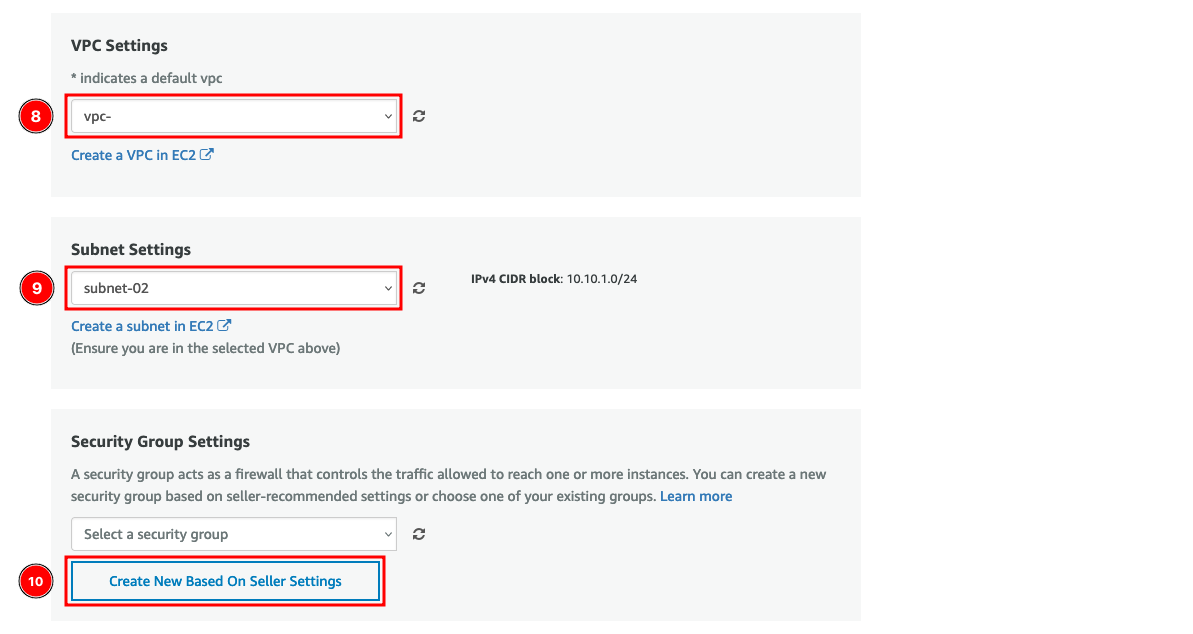 VPC Settings
* indicates a default vpc
8
vpc-
Create a VPC in EC2
Subnet Settings
9
subnet-02
IPv4 CIDR block: 10.10.1.0/24
Create a subnet in EC2
(Ensure you are in the selected VPC above)
Security Group Settings
A security group acts as a firewall that controls the traffic allowed to reach one or more instances. You can create a new
security group based on seller-recommended settings or choose one of your existing groups. Learn more
Select a security group
10
Create New Based On Seller Settings